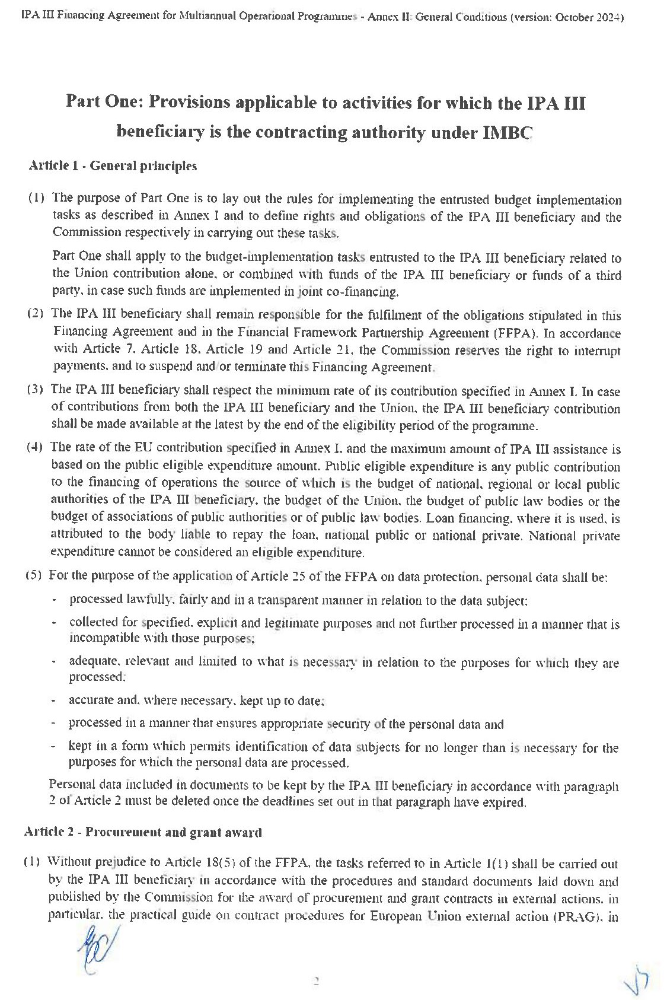 IPA III Financing Agreement for Multiannual Operational Programmes - Annex II: General Conditions (version: October 2024)
Part One: Provisions applicable to activities for which the IPA III
beneficiary is the contracting authority under IMBC
Article 1 - General principles
(1) The purpose of Part One is to lay out the rules for implementing the entrusted budget implementation
tasks as described in Annex I and to define rights and obligations of the IPA III beneficiary and the
Commission respectively in carrying out these tasks.
Part One shall apply to the budget-implementation tasks entrusted to the IPA III beneficiary related to
the Union contribution alone, or combined with funds of the IPA III beneficiary or funds of a third
party, in case such funds are implemented in joint co-financing.
(2) The IPA III beneficiary shall remain responsible for the fulfilment of the obligations stipulated in this
Financing Agreement and in the Financial Framework Partnership Agreement (FFPA). In accordance
with Article 7, Article 18, Article 19 and Article 21, the Commission reserves the right to interrupt
payments, and to suspend and/or terminate this Financing Agreement.
(3) The IPA III beneficiary shall respect the minimum rate of its contribution specified in Annex I. In case
of contributions from both the IPA III beneficiary and the Union, the IPA III beneficiary contribution
shall be made available at the latest by the end of the eligibility period of the programme.
(4) The rate of the EU contribution specified in Annex I, and the maximum amount of IPA III assistance is
based on the public eligible expenditure amount. Public eligible expenditure is any public contribution
to the financing of operations the source of which is the budget of national, regional or local public
authorities of the IPA III beneficiary, the budget of the Union, the budget of public law bodies or the
budget of associations of public authorities or of public law bodies. Loan financing, where it is used, is
attributed to the body liable to repay the loan, national public or national private. National private
expenditure cannot be considered an eligible expenditure.
(5) For the purpose of the application of Article 25 of the FFPA on data protection, personal data shall be:
- processed lawfully, fairly and in a transparent manner in relation to the data subject;
- collected for specified, explicit and legitimate purposes and not further processed in a manner that is
incompatible with those purposes;
- adequate, relevant and limited to what is necessary in relation to the purposes for which they are
processed;
- accurate and, where necessary, kept up to date;
- processed in a manner that ensures appropriate security of the personal data and
- kept in a form which permits identification of data subjects for no longer than is necessary for the
purposes for which the personal data are processed.
Personal data included in documents to be kept by the IPA III beneficiary in accordance with paragraph
2 of Article 2 must be deleted once the deadlines set out in that paragraph have expired.
Article 2 - Procurement and grant award
(1) Without prejudice to Article 18(5) of the FFPA, the tasks referred to in Article 1(1) shall be carried out
by the IPA III beneficiary in accordance with the procedures and standard documents laid down and
published by the Commission for the award of procurement and grant contracts in external actions, in
particular, the practical guide on contract procedures for European Union external action (PRAG), in
2